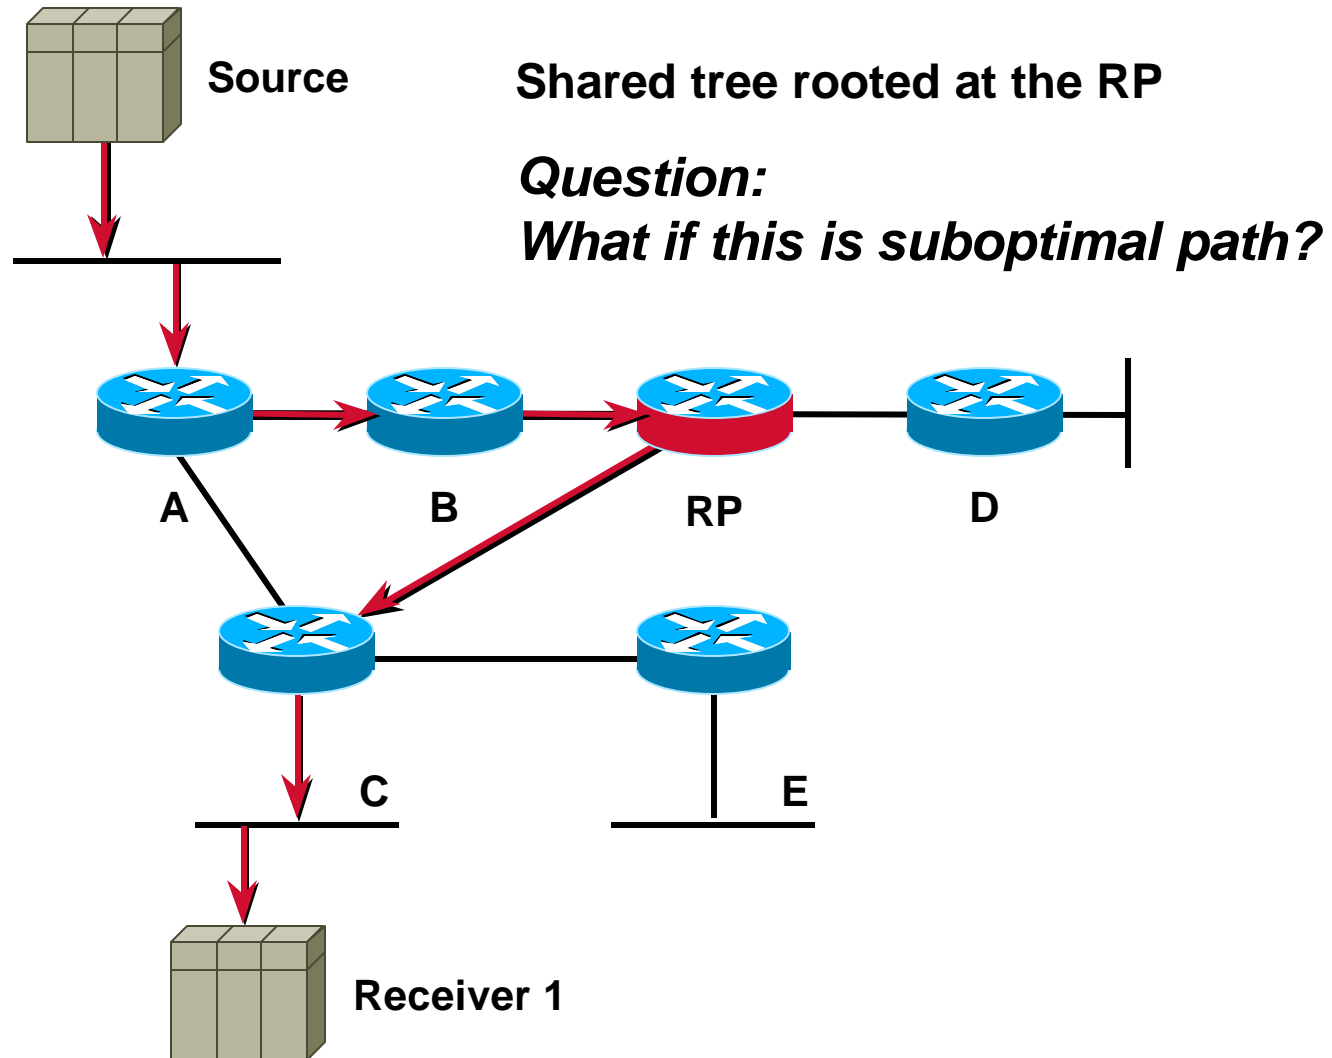 Source
Shared tree rooted at the RP
Question:
What if this is suboptimal path?
A
B
RP
D
C
E
Receiver 1